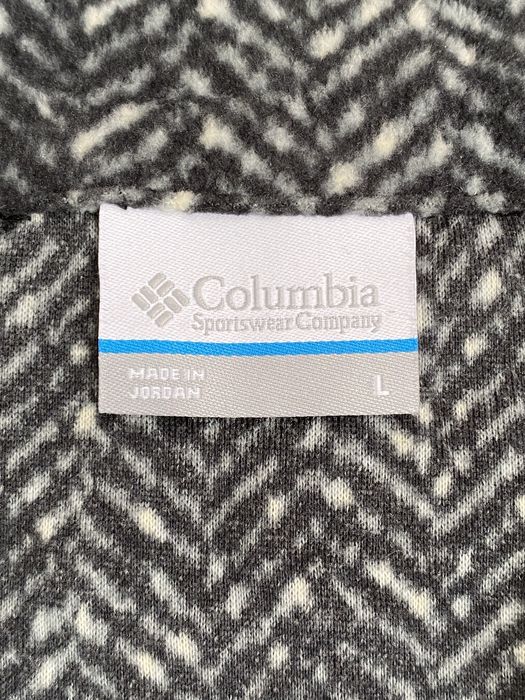 Columbia
Sportswear Company
MADE IN
JORDAN
L